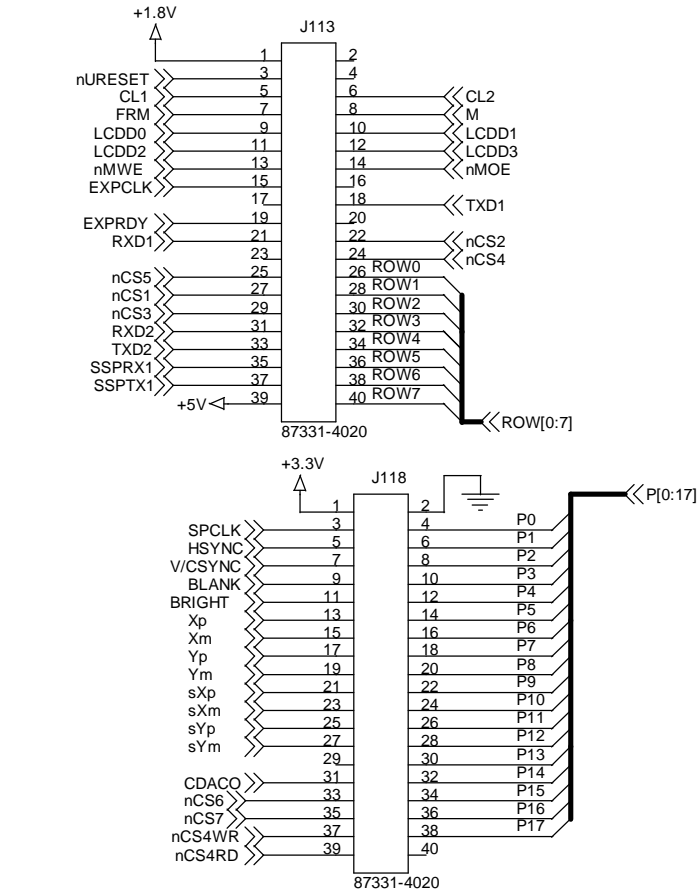 +1.8V
J113
1 2
nURESET 3 4
CL1 5 6 CL2
FRM 7 8 M
LCDD0 9 10 LCDD1
LCDD2 11 12 LCDD3
nMWE 13 14 nMOE
EXPCLK 15 16
17 18 TXD1
EXPRDY 19 20
RXD1 21 22 nCS2
23 24 nCS4
nCS5 25 26 ROW0
nCS1 27 28 ROW1
nCS3 29 30 ROW2
RXD2 31 32 ROW3
TXD2 33 34 ROW4
SSPRX1 35 36 ROW5
SSPTX1 37 38 ROW6
+5V 39 40 ROW7
ROW[0:7]
87331-4020
+3.3V
J118
P[0:17]
1 2
SPCLK 3 4 P0
HSYNC 5 6 P1
V/CSYNC 7 8 P2
BLANK 9 10 P3
BRIGHT 11 12 P4
Xp 13 14 P5
Xm 15 16 P6
Yp 17 18 P7
Ym 19 20 P8
sXp 21 22 P9
sXm 23 24 P10
sYp 25 26 P11
sYm 27 28 P12
29 30 P13
CDACO 31 32 P14
nCS6 33 34 P15
nCS7 35 36 P16
nCS4WR 37 38 P17
nCS4RD 39 40
87331-4020